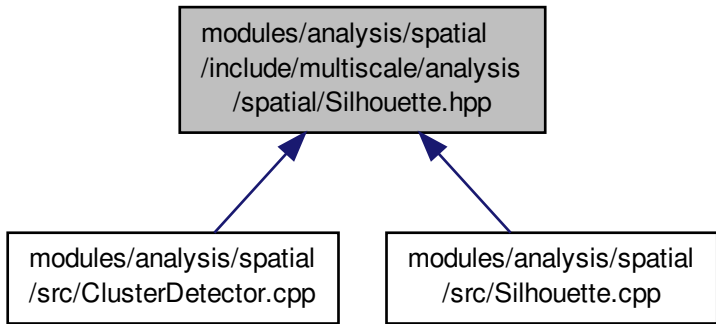 modules/analysis/spatial
/include/multiscale/analysis
/spatial/Silhouette.hpp
modules/analysis/spatial
/src/ClusterDetector.cpp
modules/analysis/spatial
/src/Silhouette.cpp